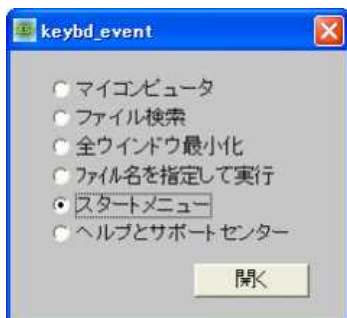 keybd_event
マイコンピュータ
ファイル検索
全ウインドウ最小化
ファイル名を指定して実行
スタートメニュー
ヘルプとサポートセンター
開く